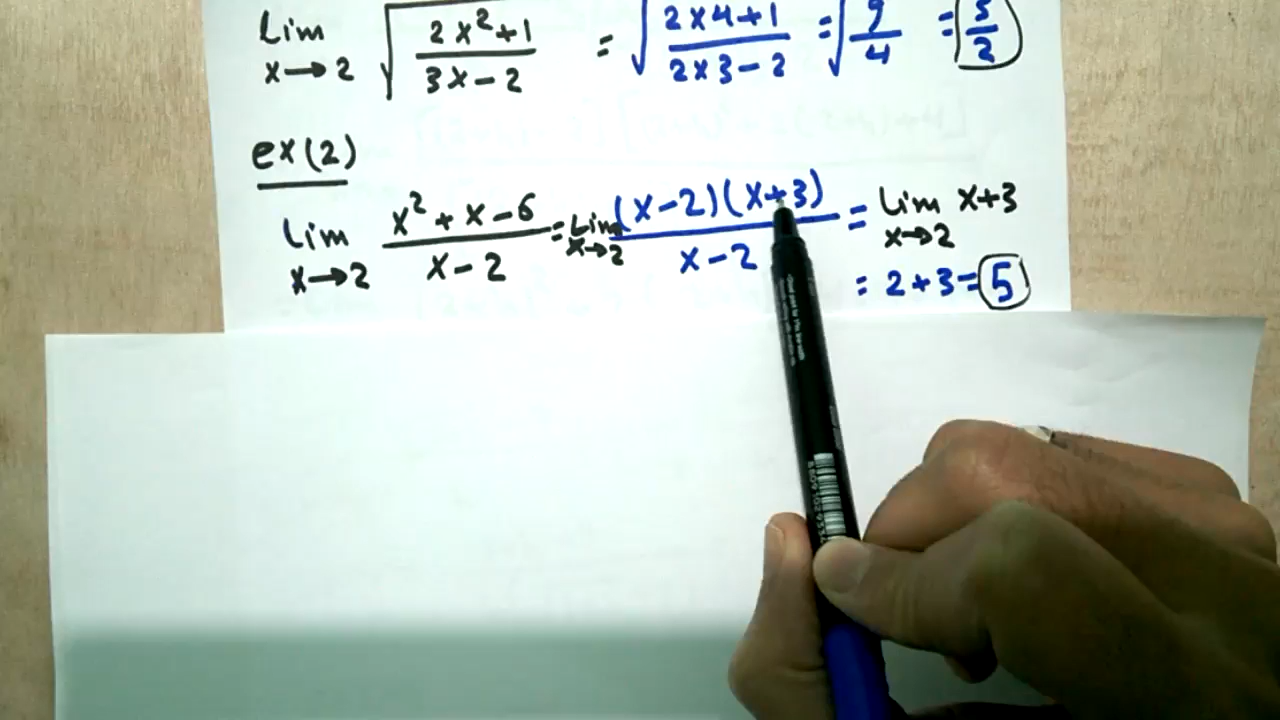 Lim x→2 √((2x²+1)/(3x-2)) = √((2×4+1)/(2×3-2)) = √(9/4) = 3/2
ex(2)
Lim x→2 (x²+x-6)/(x-2) = Lim x→2 ((x-2)(x+3))/(x-2) = Lim x→2 x+3
= 2+3=5